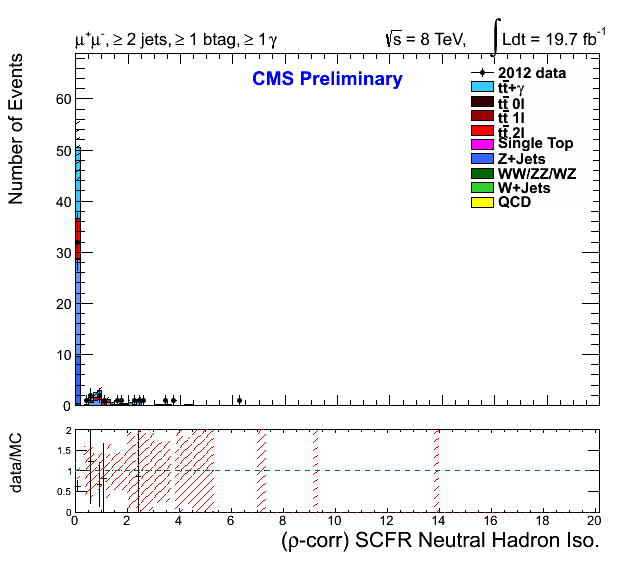 μ⁺μ⁻, ≥ 2 jets, ≥ 1 btag, ≥ 1 γ
√s = 8 TeV, ∫ Ldt = 19.7 fb⁻¹
CMS Preliminary
2012 data
tt̄+γ
tt̄ 0l
tt̄ 1l
tt̄ 2l
Single Top
Z+Jets
WW/ZZ/WZ
W+Jets
QCD
Number of Events
60
50
40
30
20
10
0
data/MC
2
1.5
1
0.5
0
0 2 4 6 8 10 12 14 16 18 20
(ρ-corr) SCFR Neutral Hadron Iso.